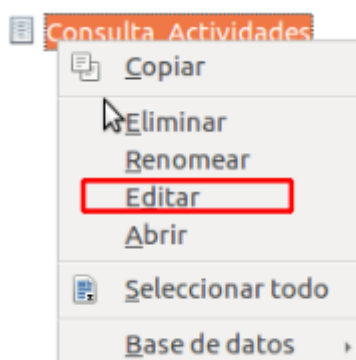 Consulta_Actividades
Copiar
Eliminar
Renomear
Editar
Abrir
Seleccionar todo
Base de datos